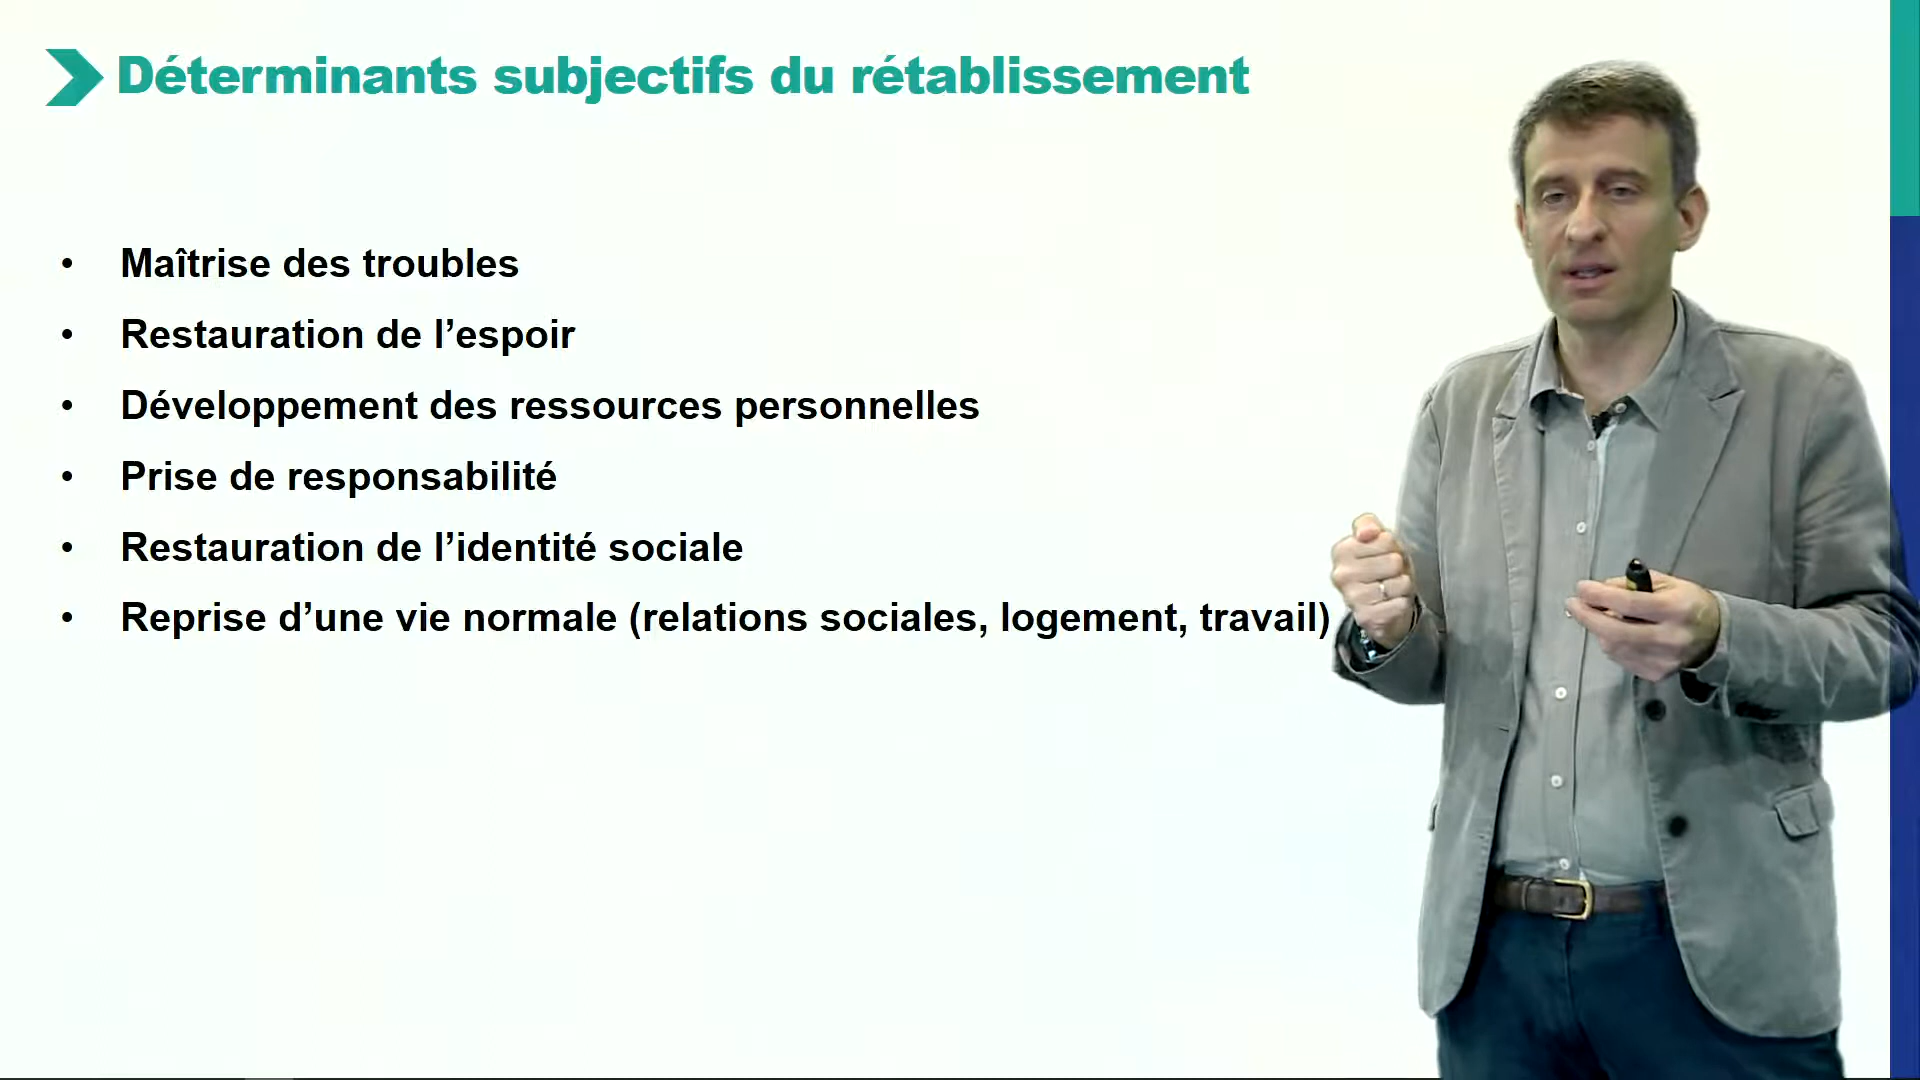 Déterminants subjectifs du rétablissement
• Maîtrise des troubles
• Restauration de l’espoir
• Développement des ressources personnelles
• Prise de responsabilité
• Restauration de l’identité sociale
• Reprise d’une vie normale (relations sociales, logement, travail)